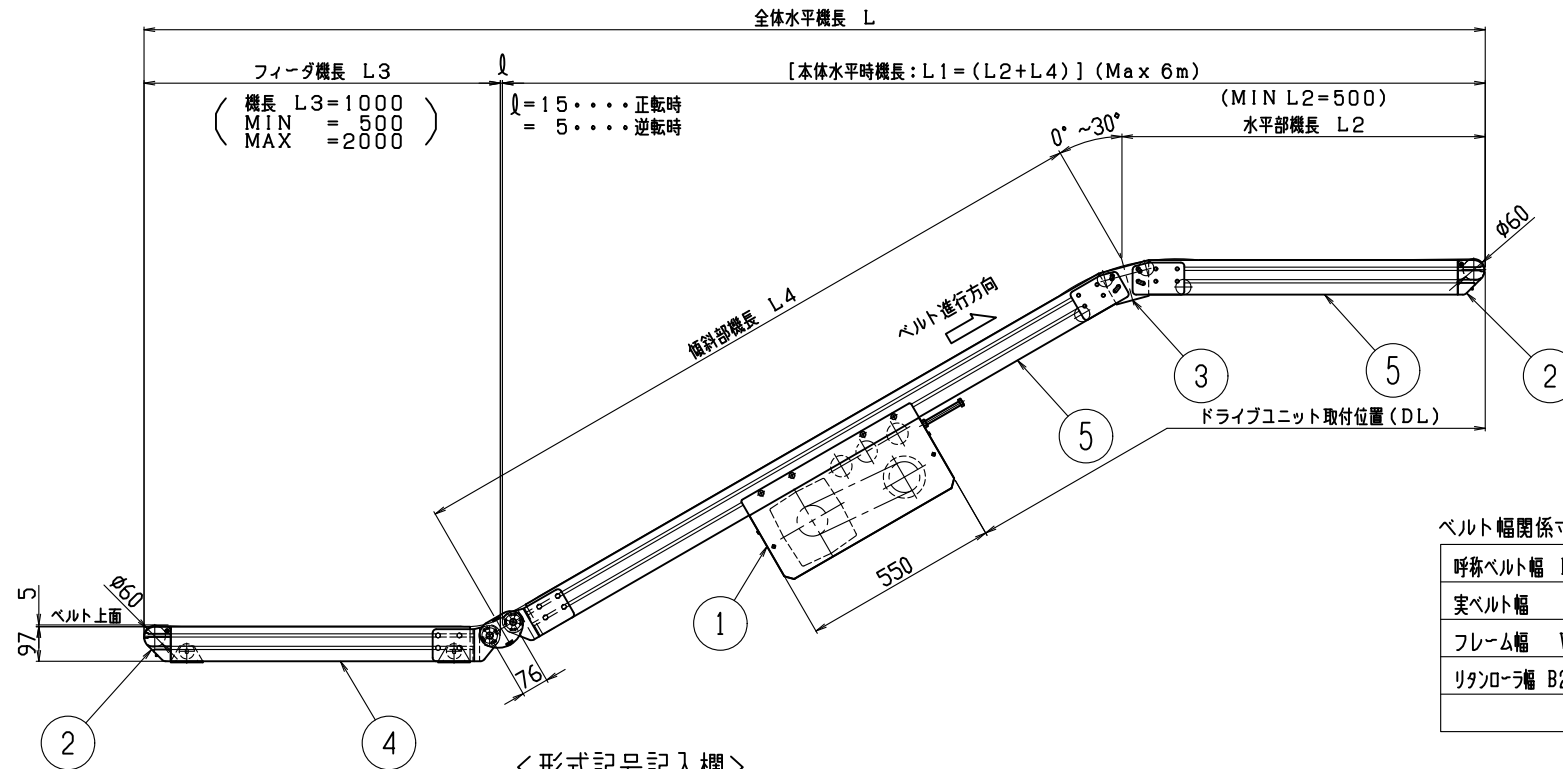 全体水平機長 L
フィーダ機長 L3
ℓ
[本体水平時機長:L1=(L2+L4)] (Max 6m)
機長 L3=1000
MIN = 500
MAX =2000
ℓ=15・・・・正転時
= 5・・・・逆転時
(MIN L2=500)
水平部機長 L2
0°~30°
φ60
傾斜部機長 L4
ベルト進行方向
3
5
2
5
ドライブユニット取付位置(DL)
550
1
5
97
φ60
ベルト上面
76
2
4
ベルト幅関係
呼称ベルト幅
実ベルト幅
フレーム幅
リタンローラ幅 B2
<形式記号記入欄>